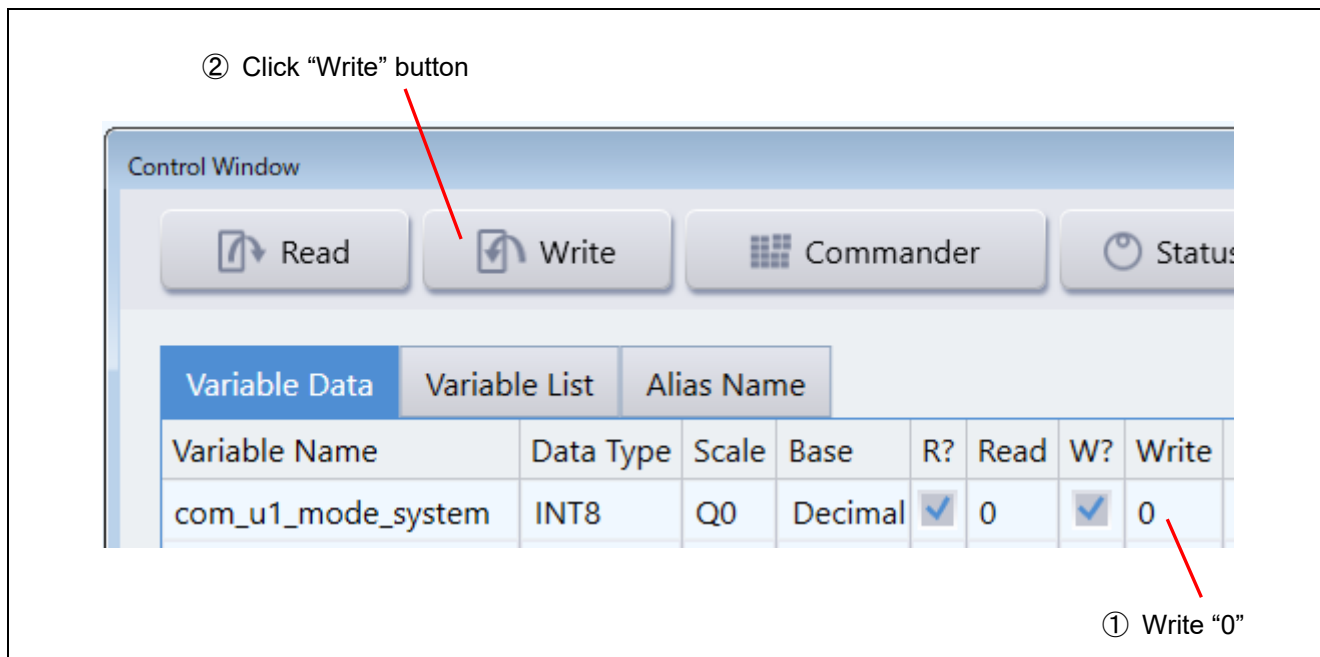 ② Click “Write” button
Control Window
Read Write Commander Status
Variable Data Variable List Alias Name
Variable Name Data Type Scale Base R? Read W? Write
com_u1_mode_system INT8 Q0 Decimal 0 0
① Write “0”